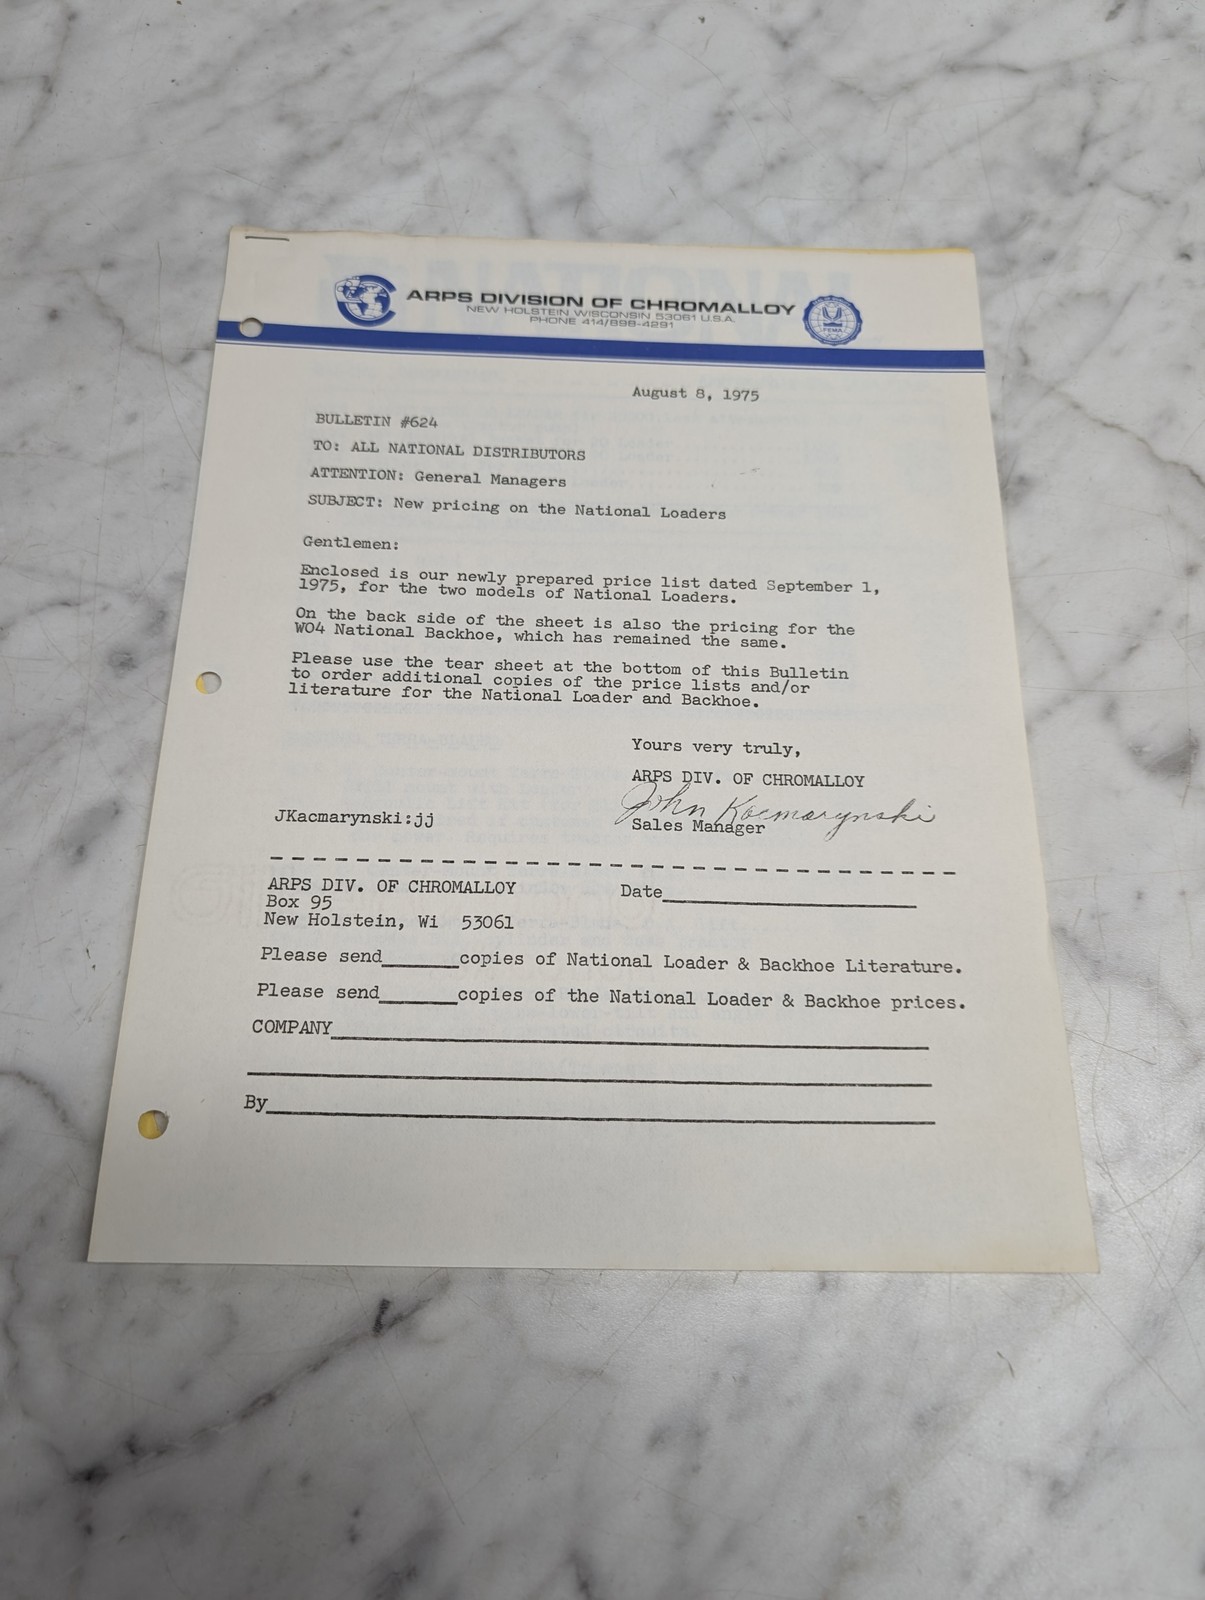 ARPS DIVISION OF CHROMALLOY
NEW HOLSTEIN WISCONSIN 53061 U.S.A.
PHONE 414/898-4291
FEMA
August 8, 1975
BULLETIN #624
TO: ALL NATIONAL DISTRIBUTORS
ATTENTION: General Managers
SUBJECT: New pricing on the National Loaders
Gentlemen:
Enclosed is our newly prepared price list dated September 1,
1975, for the two models of National Loaders.
On the back side of the sheet is also the pricing for the
WO4 National Backhoe, which has remained the same.
Please use the tear sheet at the bottom of this Bulletin
to order additional copies of the price lists and/or
literature for the National Loader and Backhoe.
Yours very truly,
ARPS DIV. OF CHROMALLOY
John Kacmarynski
Sales Manager
JKacmarynski:jj
ARPS DIV. OF CHROMALLOY
Date
Box 95
New Holstein, Wi 53061
Please send_______copies of National Loader & Backhoe Literature.
Please send_______copies of the National Loader & Backhoe prices.
COMPANY
By